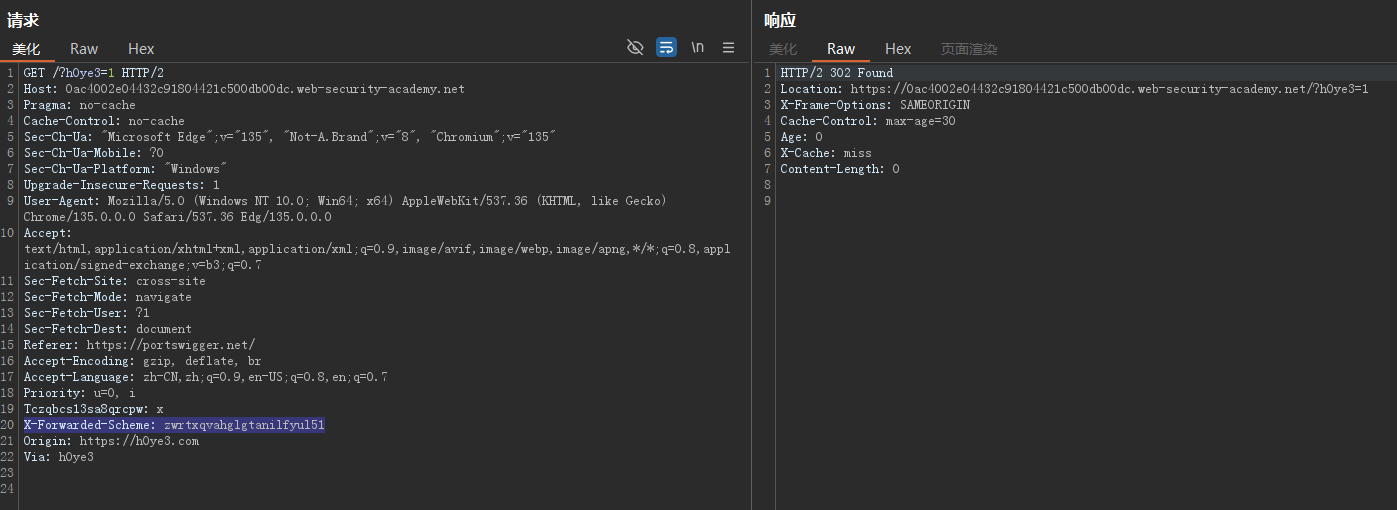 请求
美化 Raw Hex
\n
1 GET /?h0ye3=1 HTTP/2
2 Host: 0ac4002e04432c91804421c500db00dc.web-security-academy.net
3 Pragma: no-cache
4 Cache-Control: no-cache
5 Sec-Ch-Ua: "Microsoft Edge";v="135", "Not-A.Brand";v="8", "Chromium";v="135"
6 Sec-Ch-Ua-Mobile: ?0
7 Sec-Ch-Ua-Platform: "Windows"
8 Upgrade-Insecure-Requests: 1
9 User-Agent: Mozilla/5.0 (Windows NT 10.0; Win64; x64) AppleWebKit/537.36 (KHTML, like Gecko)
Chrome/135.0.0.0 Safari/537.36 Edg/135.0.0.0
10 Accept:
text/html,application/xhtml+xml,application/xml;q=0.9,image/avif,image/webp,image/apng,*/*;q=0.8,appl
ication/signed-exchange;v=b3;q=0.7
11 Sec-Fetch-Site: cross-site
12 Sec-Fetch-Mode: navigate
13 Sec-Fetch-User: ?1
14 Sec-Fetch-Dest: document
15 Referer: https://portswigger.net/
16 Accept-Encoding: gzip, deflate, br
17 Accept-Language: zh-CN,zh;q=0.9,en-US;q=0.8,en;q=0.7
18 Priority: u=0, i
19 Tczqbcs13sa8qrcpw: x
20 X-Forwarded-Scheme: zwrtxqvahglgtanilfyul51
21 Origin: https://h0ye3.com
22 Via: h0ye3
23
24
响应
美化 Raw Hex 页面渲染
1 HTTP/2 302 Found
2 Location: https://0ac4002e04432c91804421c500db00dc.web-security-academy.net/?h0ye3=1
3 X-Frame-Options: SAMEORIGIN
4 Cache-Control: max-age=30
5 Age: 0
6 X-Cache: miss
7 Content-Length: 0
8
9